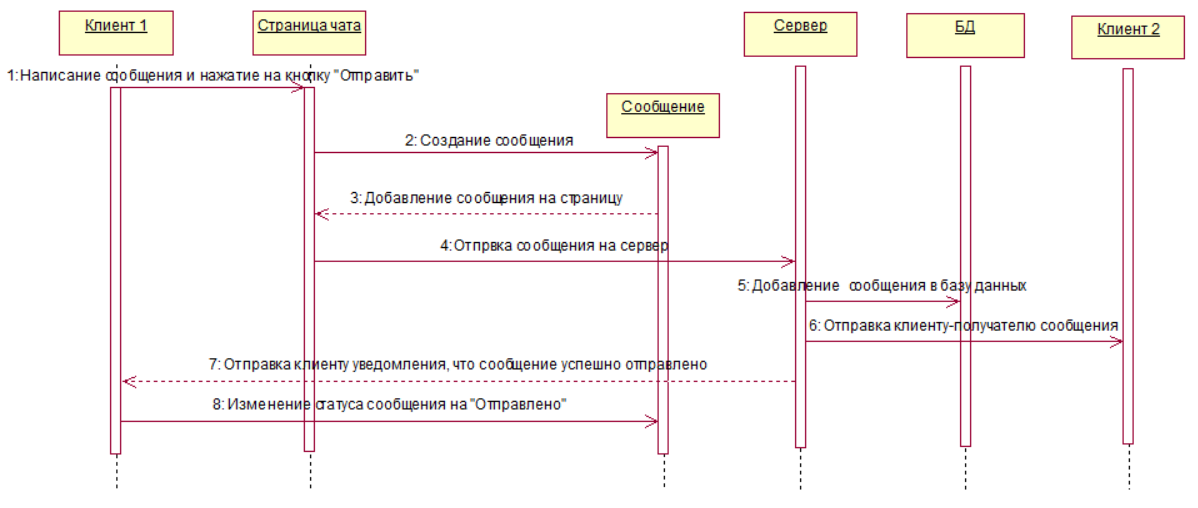 Клиент 1
Страница чата
Сервер
БД
Клиент 2
1: Написание сообщения и нажатие на кнопку "Отправить"
Сообщение
2: Создание сообщения
3: Добавление сообщения на страницу
4: Отпрвка сообщения на сервер
5: Добавление сообщения в базу данных
6: Отправка клиенту-получателю сообщения
7: Отправка клиенту уведомления, что сообщение успешно отправлено
8: Изменение статуса сообщения на "Отправлено"